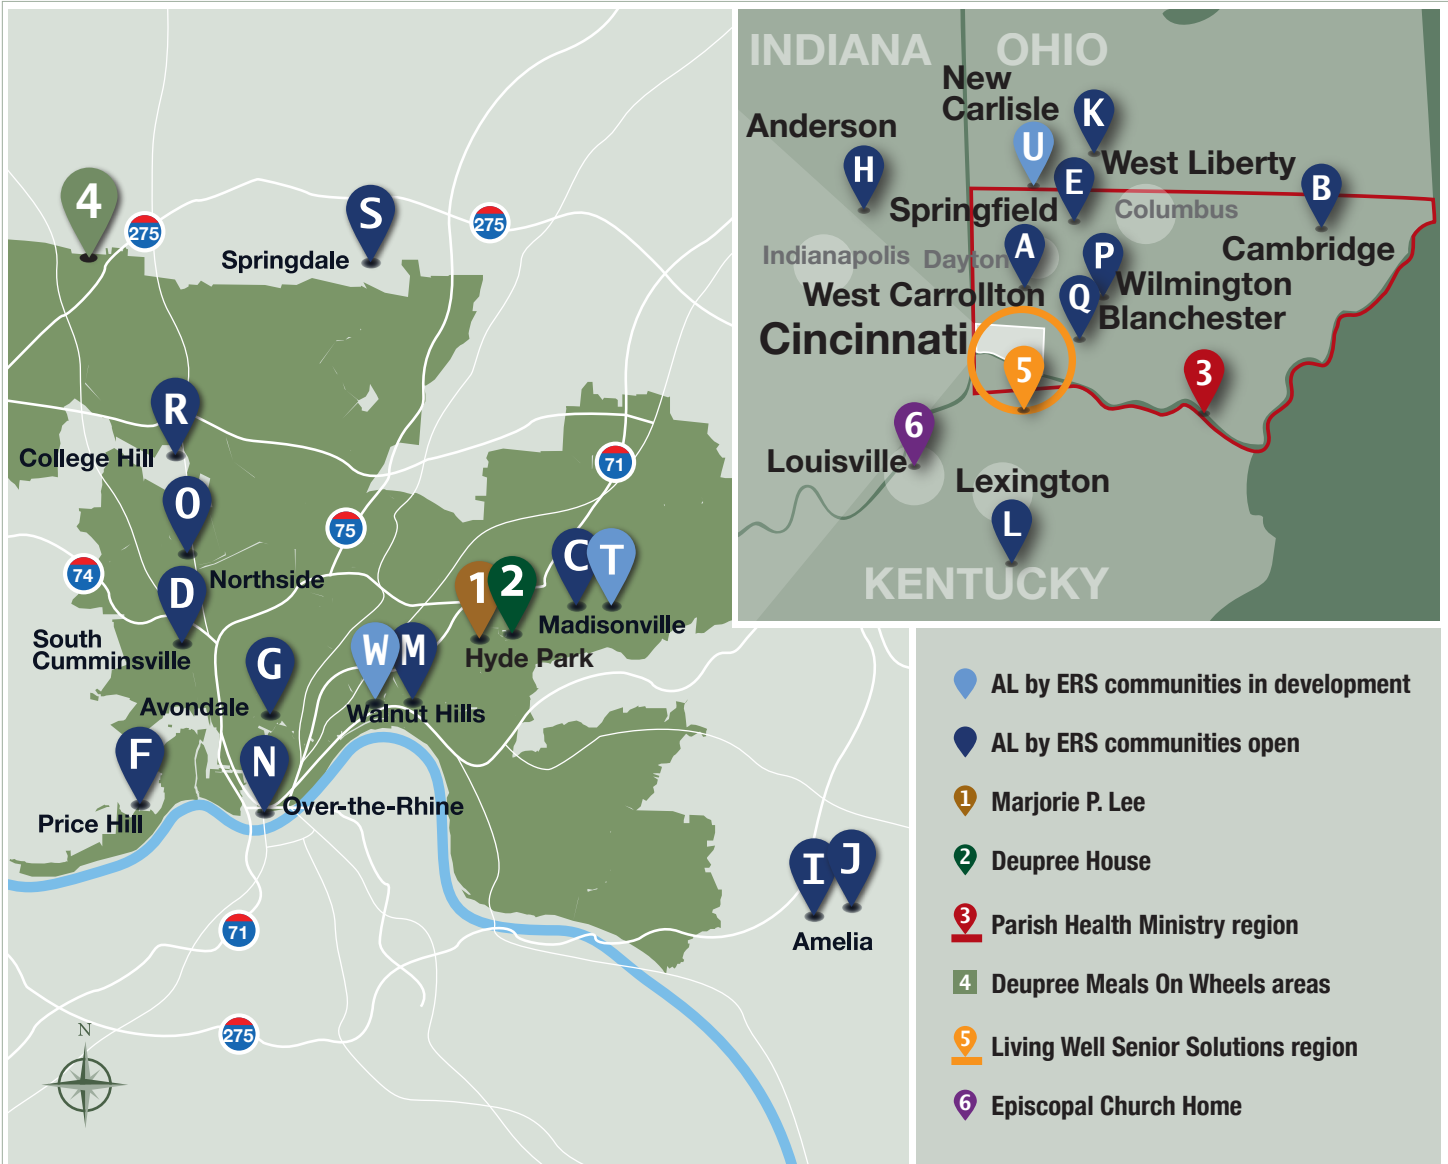 4
275
S
275
Springdale
R
College Hill
71
O
75
C
T
74
Northside
1
2
D
Madisonville
South
Cumminsville
Hyde Park
W
M
G
Avondale
Walnut Hills
F
N
Over-the-Rhine
Price Hill
I
J
Amelia
71
275
N
INDIANA
OHIO
New
Carlisle
K
Anderson
U
West Liberty
H
E
B
Springfield
Columbus
Cambridge
Indianapolis
Dayton
A
P
West Carrollton
Wilmington
Q
Blanchester
Cincinnati
5
3
6
Louisville
Lexington
L
KENTUCKY
AL by ERS communities in development
AL by ERS communities open
1 Marjorie P. Lee
2 Deupree House
3 Parish Health Ministry region
4 Deupree Meals On Wheels areas
5 Living Well Senior Solutions region
6 Episcopal Church Home